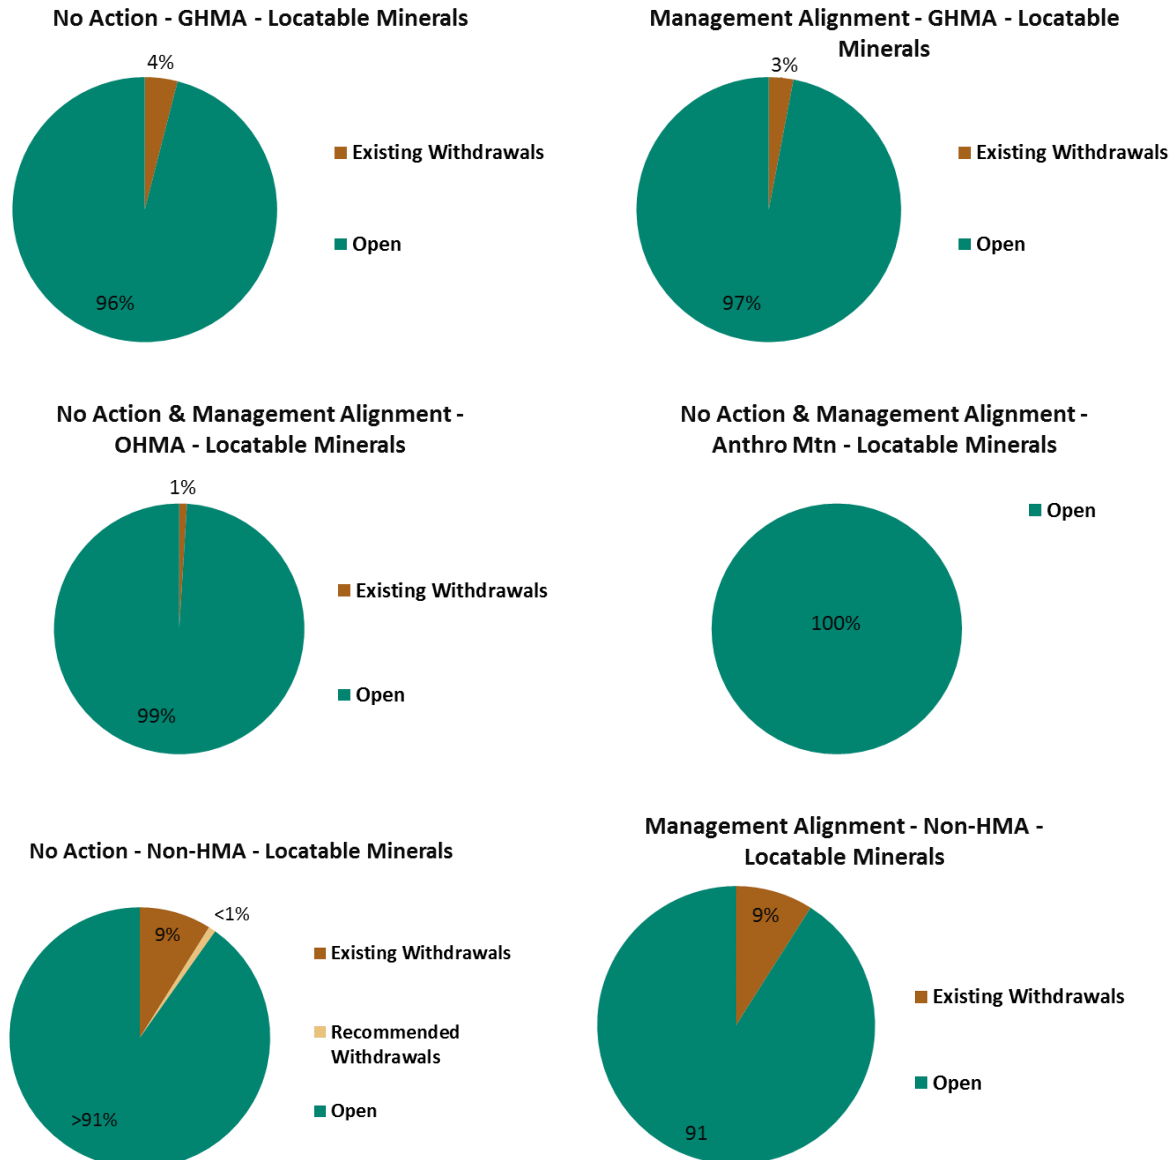 No Action - GHMA - Locatable Minerals
4%
Existing Withdrawals
Open
96%
Management Alignment - GHMA - Locatable
Minerals
3%
Existing Withdrawals
Open
97%
No Action & Management Alignment -
OHMA - Locatable Minerals
1%
Existing Withdrawals
Open
99%
No Action & Management Alignment -
Anthro Mtn - Locatable Minerals
Open
100%
No Action - Non-HMA - Locatable Minerals
<1%
9%
Existing Withdrawals
Recommended
Withdrawals
Open
>91%
Management Alignment - Non-HMA -
Locatable Minerals
9%
Existing Withdrawals
Open
91